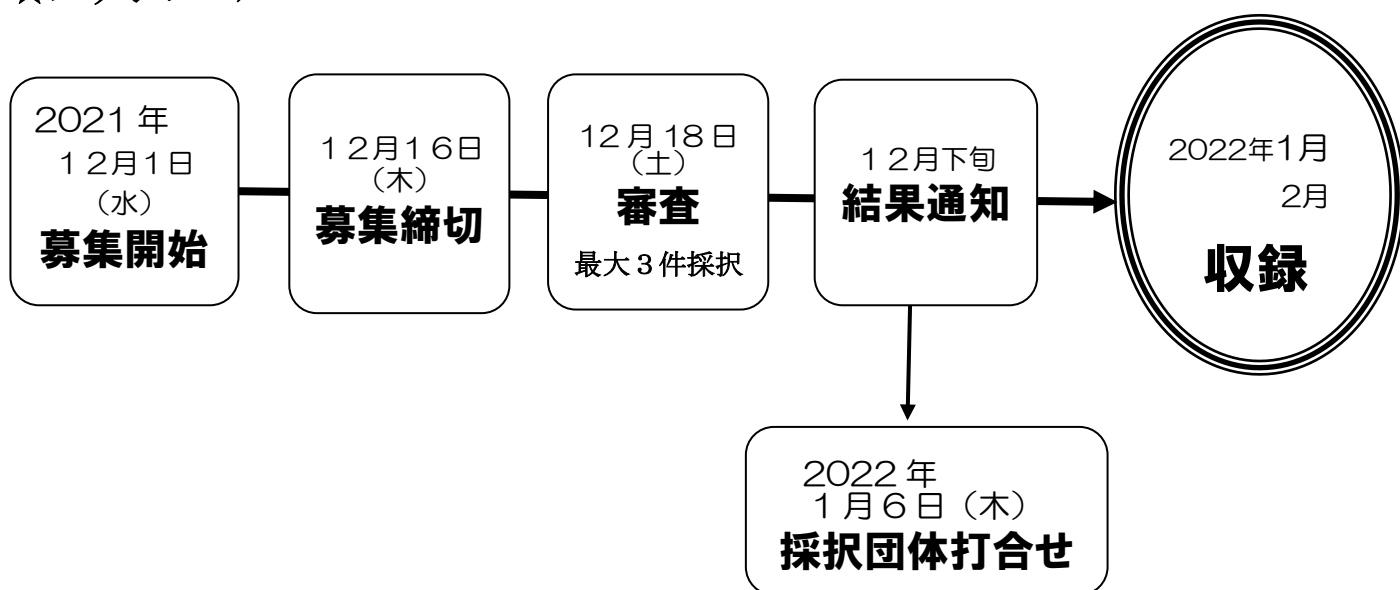 2021年
１２月１日
（水）
募集開始
１２月１６日
（木）
募集締切
12月18日
（土）
審査
最大３件採択
１２月下旬
結果通知
2022年1月
2月
収録
2022年
１月６日（木）
採択団体打合せ